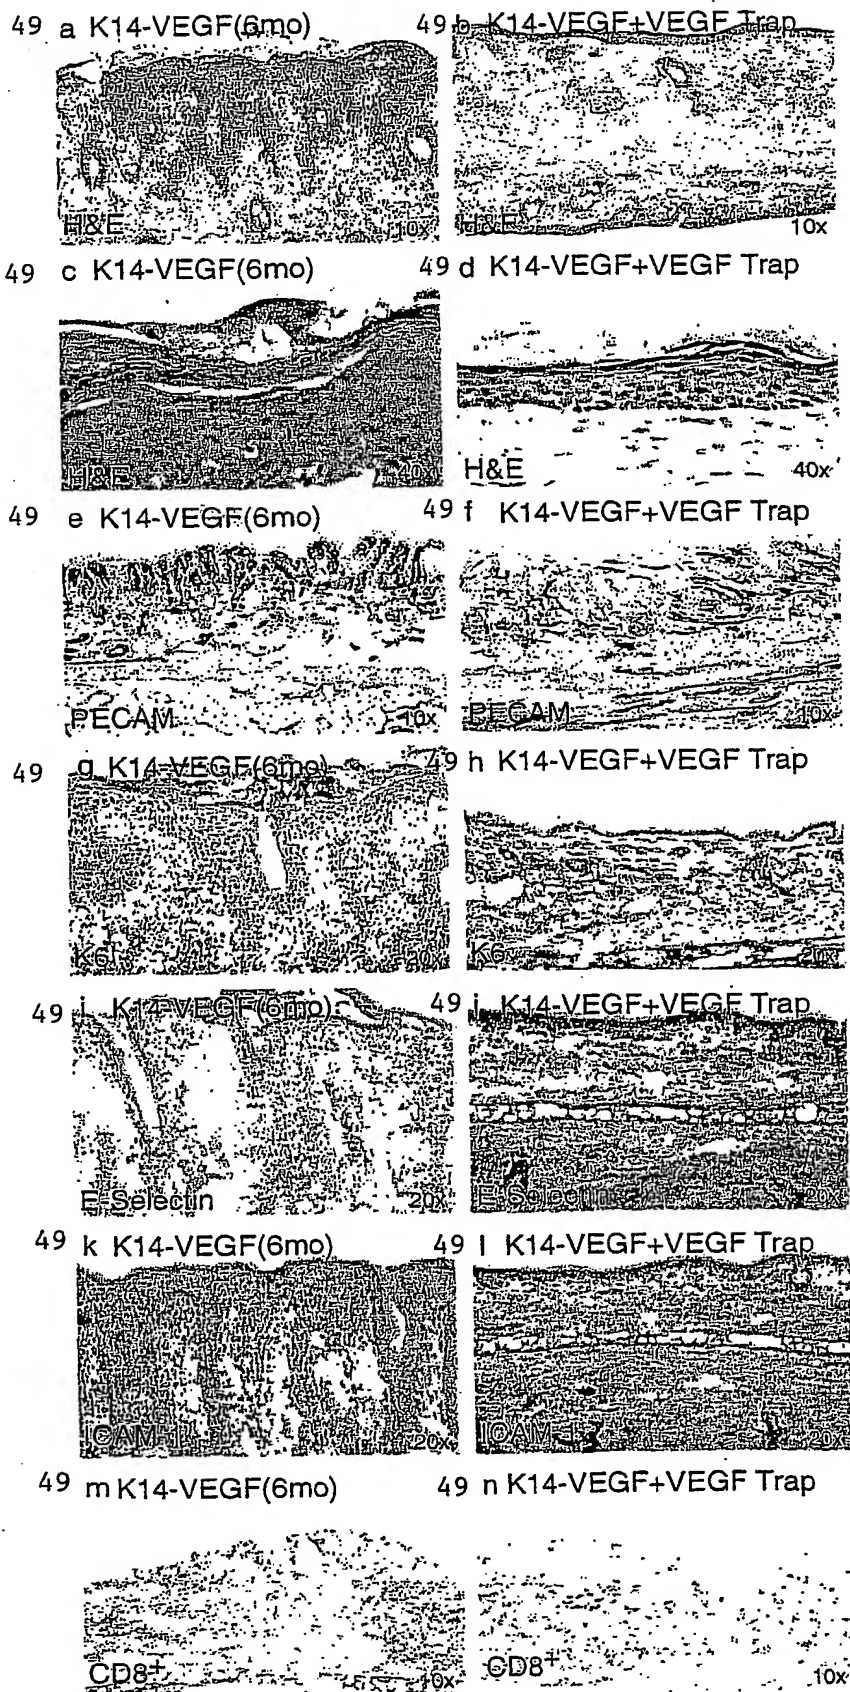 49 a K14-VEGF(6mo) 49 b K14-VEGF+VEGF Trap
H&E 10x H&E 10x
49 c K14-VEGF(6mo) 49 d K14-VEGF+VEGF Trap
H&E 40x H&E 40x
49 e K14-VEGF(6mo) 49 f K14-VEGF+VEGF Trap
PECAM 10x PECAM 10x
49 g K14-VEGF(6mo) 49 h K14-VEGF+VEGF Trap
K6 20x K6 20x
49 i K14-VEGF(6mo) 49 j K14-VEGF+VEGF Trap
E-Selectin 20x E-Selectin 20x
49 k K14-VEGF(6mo) 49 l K14-VEGF+VEGF Trap
ICAM-1 20x ICAM-1 20x
49 m K14-VEGF(6mo) 49 n K14-VEGF+VEGF Trap
CD8+ 10x CD8+ 10x